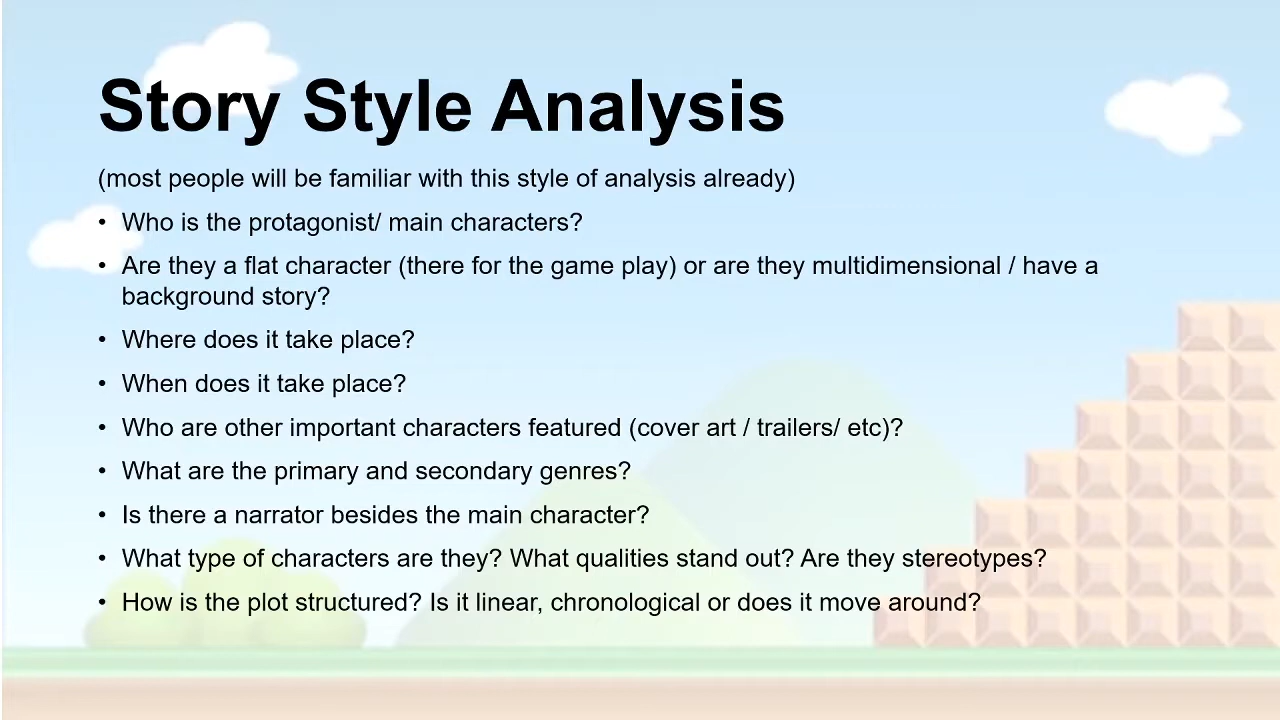 Story Style Analysis
(most people will be familiar with this style of analysis already)
• Who is the protagonist/ main characters?
• Are they a flat character (there for the game play) or are they multidimensional / have a
background story?
• Where does it take place?
• When does it take place?
• Who are other important characters featured (cover art / trailers/ etc)?
• What are the primary and secondary genres?
• Is there a narrator besides the main character?
• What type of characters are they? What qualities stand out? Are they stereotypes?
• How is the plot structured? Is it linear, chronological or does it move around?